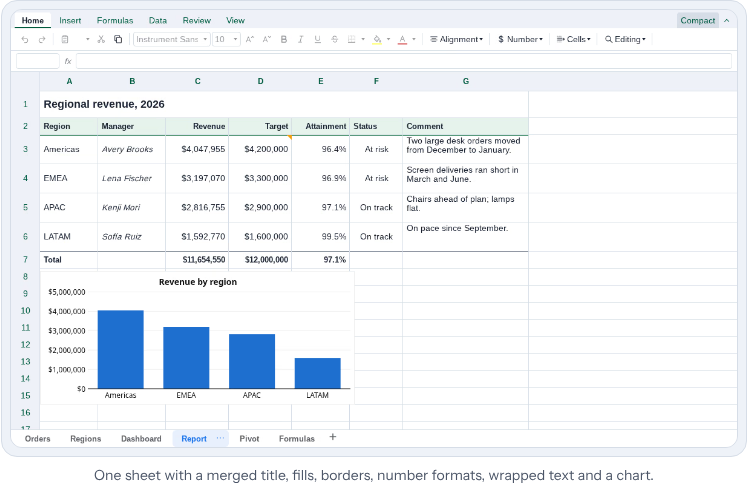 Home Insert Formulas Data Review View Compact
Instrument Sans 10 A A B I U S A Alignment $ Number Cells Editing
fx
A B C D E F G
1 Regional revenue, 2026
2 Region Manager Revenue Target Attainment Status Comment
3 Americas Avery Brooks $4,047,955 $4,200,000 96.4% At risk Two large desk orders moved
from December to January.
4 EMEA Lena Fischer $3,197,070 $3,300,000 96.9% At risk Screen deliveries ran short in
March and June.
5 APAC Kenji Mori $2,816,755 $2,900,000 97.1% On track Chairs ahead of plan; lamps
flat.
6 LATAM Sofia Ruiz $1,592,770 $1,600,000 99.5% On track On pace since September.
7 Total $11,654,550 $12,000,000 97.1%
8
Revenue by region
9 $5,000,000
10 $4,000,000
11 $3,000,000
12 $2,000,000
13 $1,000,000
14 $0
15 Americas EMEA APAC LATAM
16
17
Orders Regions Dashboard Report ··· Pivot Formulas +
One sheet with a merged title, fills, borders, number formats, wrapped text and a chart.